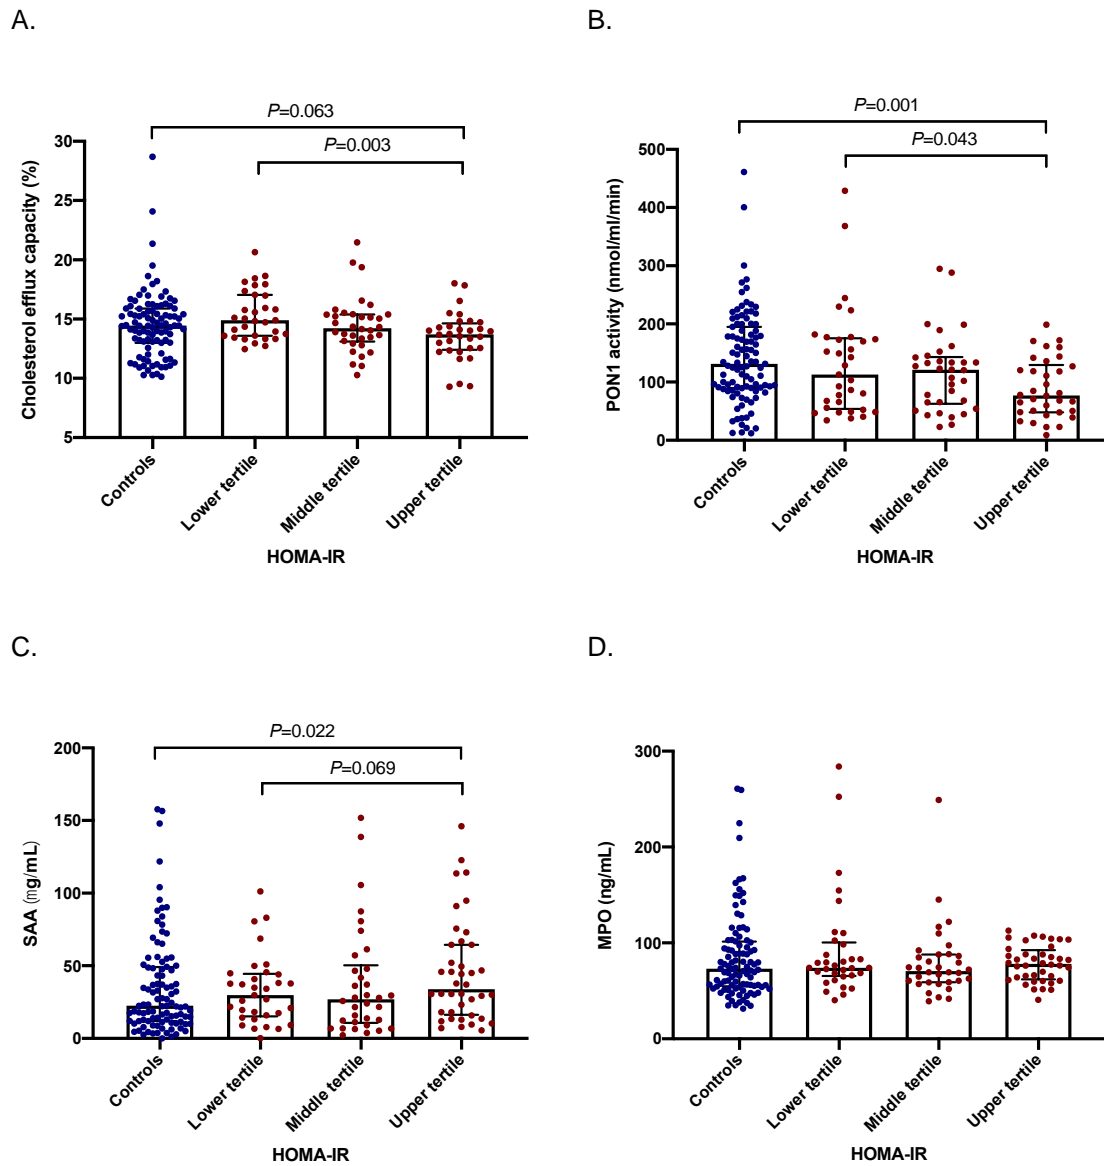 A.
P=0.063
P=0.003
Cholesterol efflux capacity (%)
30
25
20
15
10
5
Controls
Lower tertile
Middle tertile
Upper tertile
HOMA-IR
B.
P=0.001
P=0.043
PON1 activity (nmol/ml/min)
500
400
300
200
100
0
Controls
Lower tertile
Middle tertile
Upper tertile
HOMA-IR
C.
P=0.022
P=0.069
SAA (mg/mL)
200
150
100
50
0
Controls
Lower tertile
Middle tertile
Upper tertile
HOMA-IR
D.
MPO (ng/mL)
300
200
100
0
Controls
Lower tertile
Middle tertile
Upper tertile
HOMA-IR